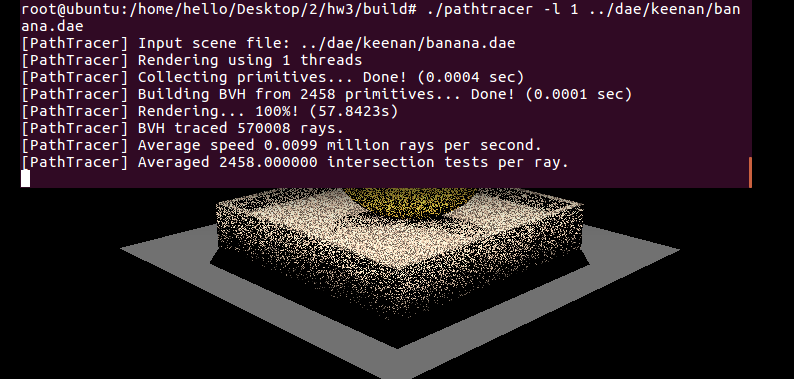 root@ubuntu:/home/hello/Desktop/2/hw3/build# ./pathtracer -l 1 ../dae/keenan/ban
ana.dae
[PathTracer] Input scene file: ../dae/keenan/banana.dae
[PathTracer] Rendering using 1 threads
[PathTracer] Collecting primitives... Done! (0.0004 sec)
[PathTracer] Building BVH from 2458 primitives... Done! (0.0001 sec)
[PathTracer] Rendering... 100%! (57.8423s)
[PathTracer] BVH traced 570008 rays.
[PathTracer] Average speed 0.0099 million rays per second.
[PathTracer] Averaged 2458.000000 intersection tests per ray.